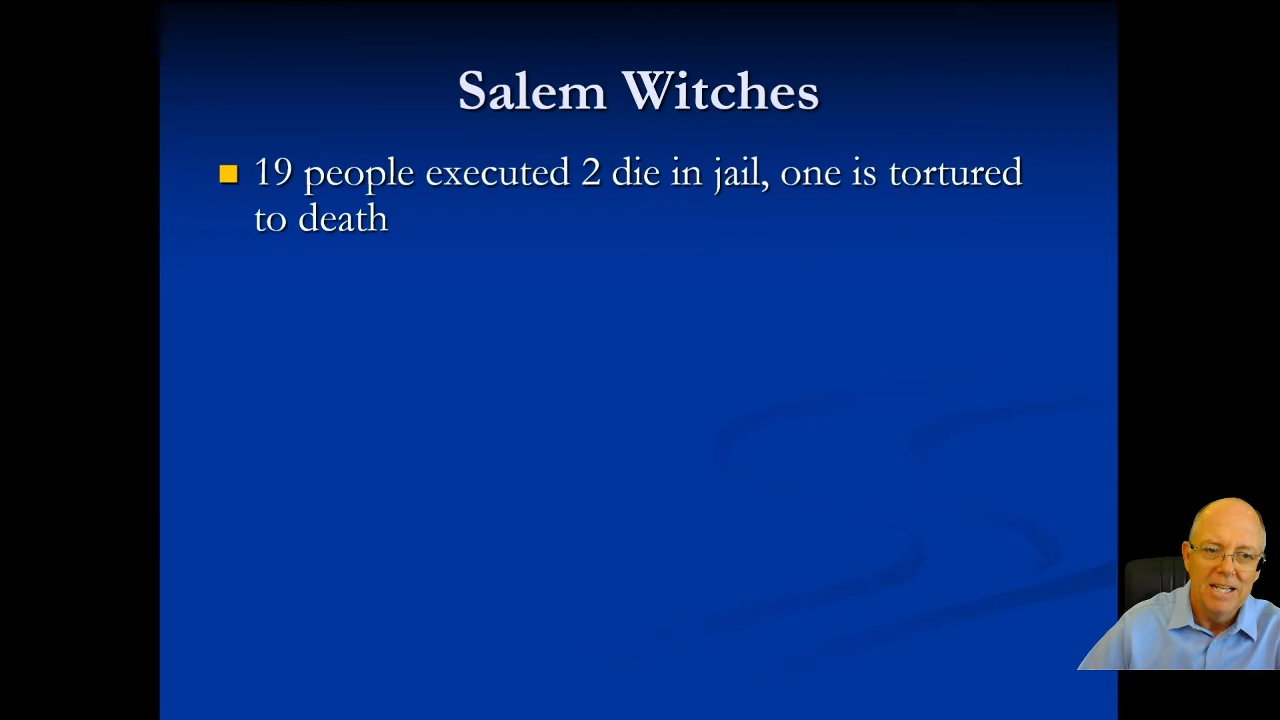 Salem Witches
19 people executed 2 die in jail, one is tortured
to death